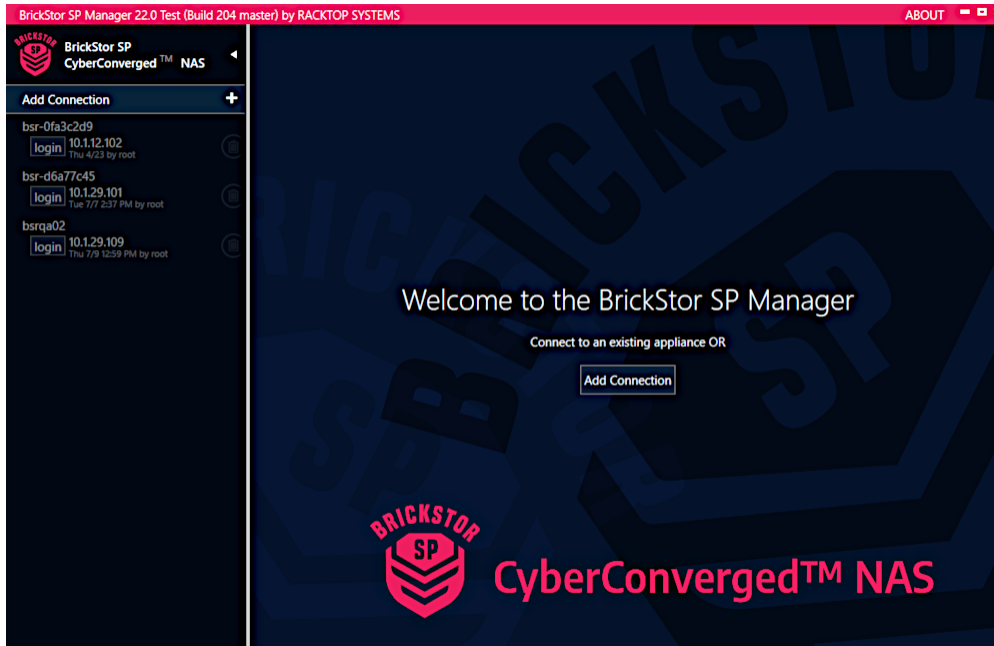 BrickStor SP Manager 22.0 Test (Build 204 master) by RACKTOP SYSTEMS
ABOUT
BRICKSTOR
SP
BrickStor SP
CyberConverged TM NAS
Add Connection
bsr-0fa3c2d9
login 10.1.12.102
Thu 4/23 by root
bsr-d6a77c45
login 10.1.29.101
Tue 7/7 2:37 PM by root
bsrqa02
login 10.1.29.109
Thu 7/9 12:59 PM by root
BRICKSTOR
SP
Welcome to the BrickStor SP Manager
Connect to an existing appliance OR
Add Connection
BRICKSTOR
SP
CyberConverged™ NAS